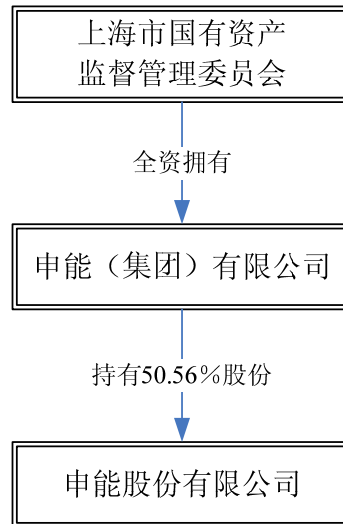 上海市国有资产
监督管理委员会
全资拥有
申能（集团）有限公司
持有50.56%股份
申能股份有限公司